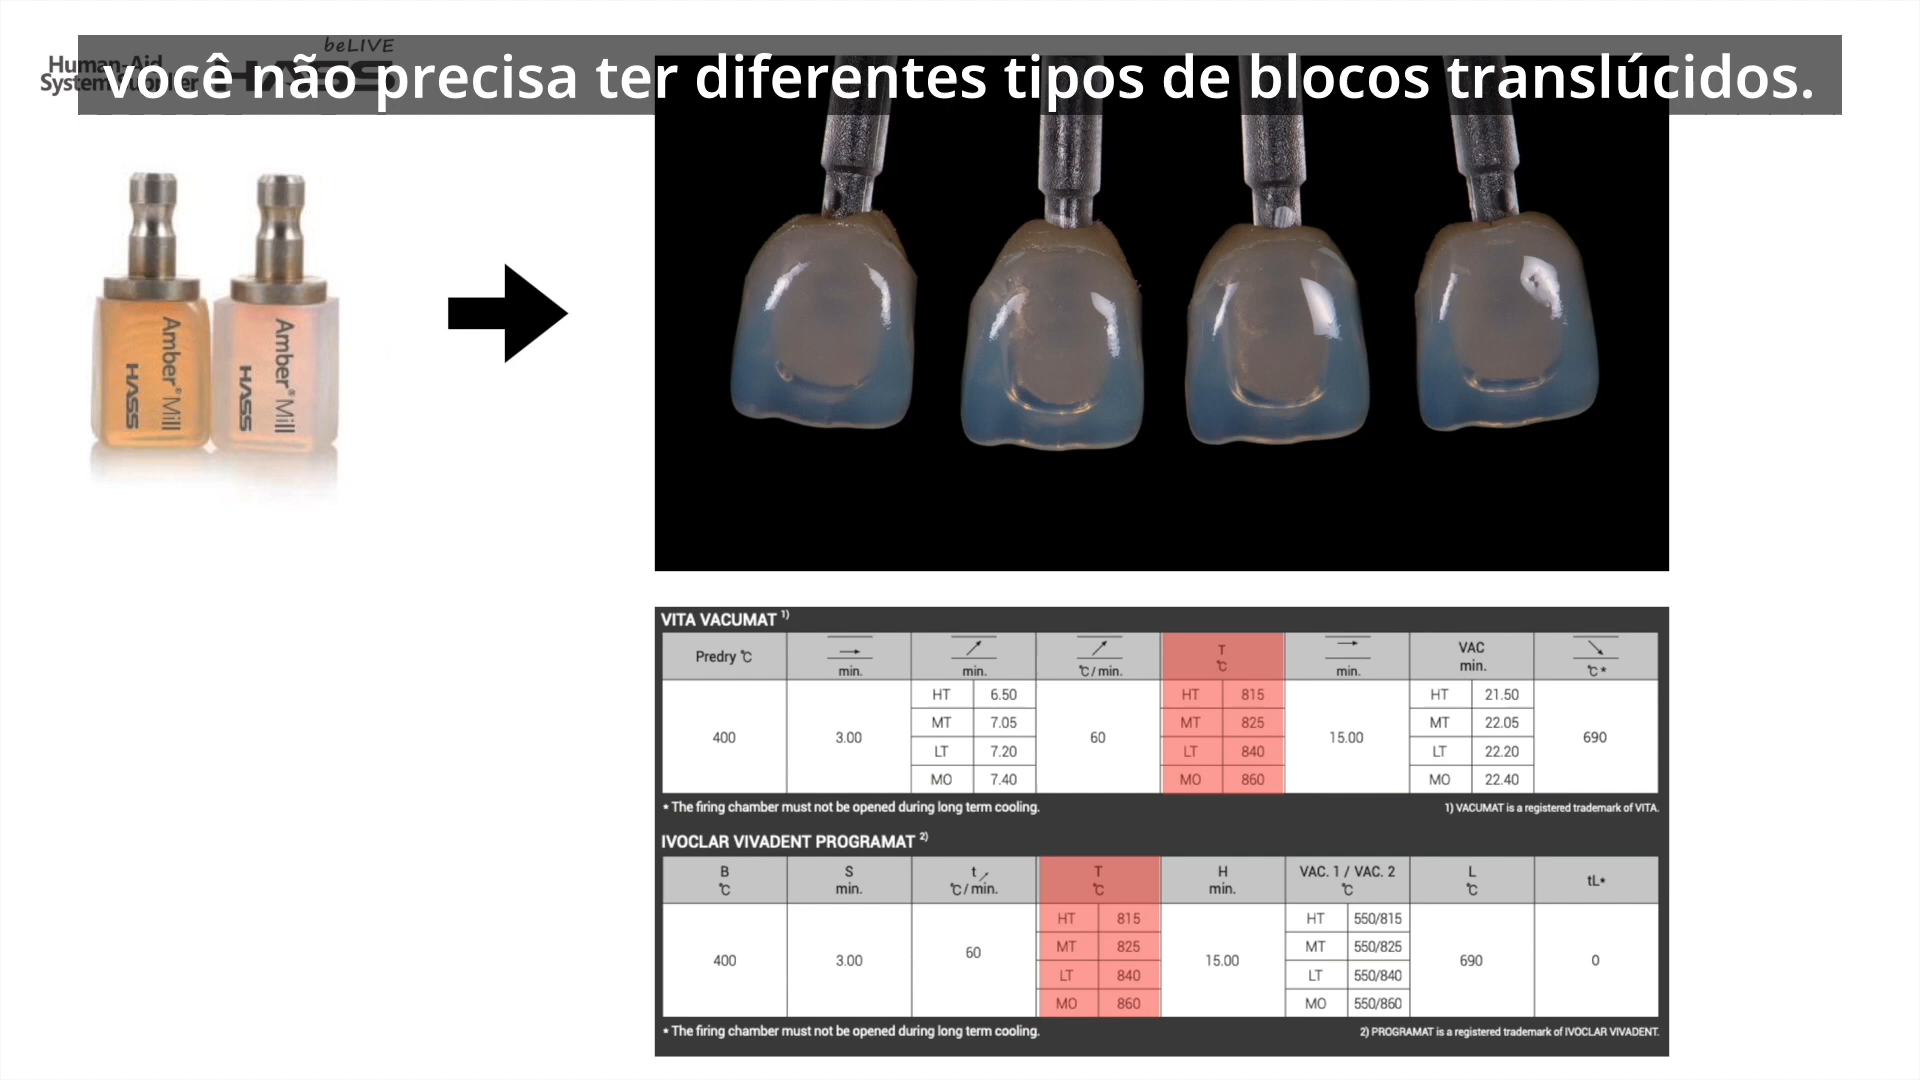 você não precisa ter diferentes tipos de blocos translúcidos.
beLIVE
Human-Aid
System Supplier HASS
Amber® Mill
HASS
Amber® Mill
HASS
VITA VACUMAT 1)
Predry °C min. min. °C/min. T °C min. VAC min. °C*
400 3.00 60 15.00 690
HT 6.50 HT 815 HT 21.50
MT 7.05 MT 825 MT 22.05
LT 7.20 LT 840 LT 22.20
MO 7.40 MO 860 MO 22.40
* The firing chamber must not be opened during long term cooling.
1) VACUMAT is a registered trademark of VITA.
IVOCLAR VIVADENT PROGRAMAT 2)
B °C S min. t °C/min. T °C H min. VAC. 1 / VAC. 2 °C L °C tL*
400 3.00 60 15.00 690 0
HT 815 HT 550/815
MT 825 MT 550/825
LT 840 LT 550/840
MO 860 MO 550/860
* The firing chamber must not be opened during long term cooling.
2) PROGRAMAT is a registered trademark of IVOCLAR VIVADENT.